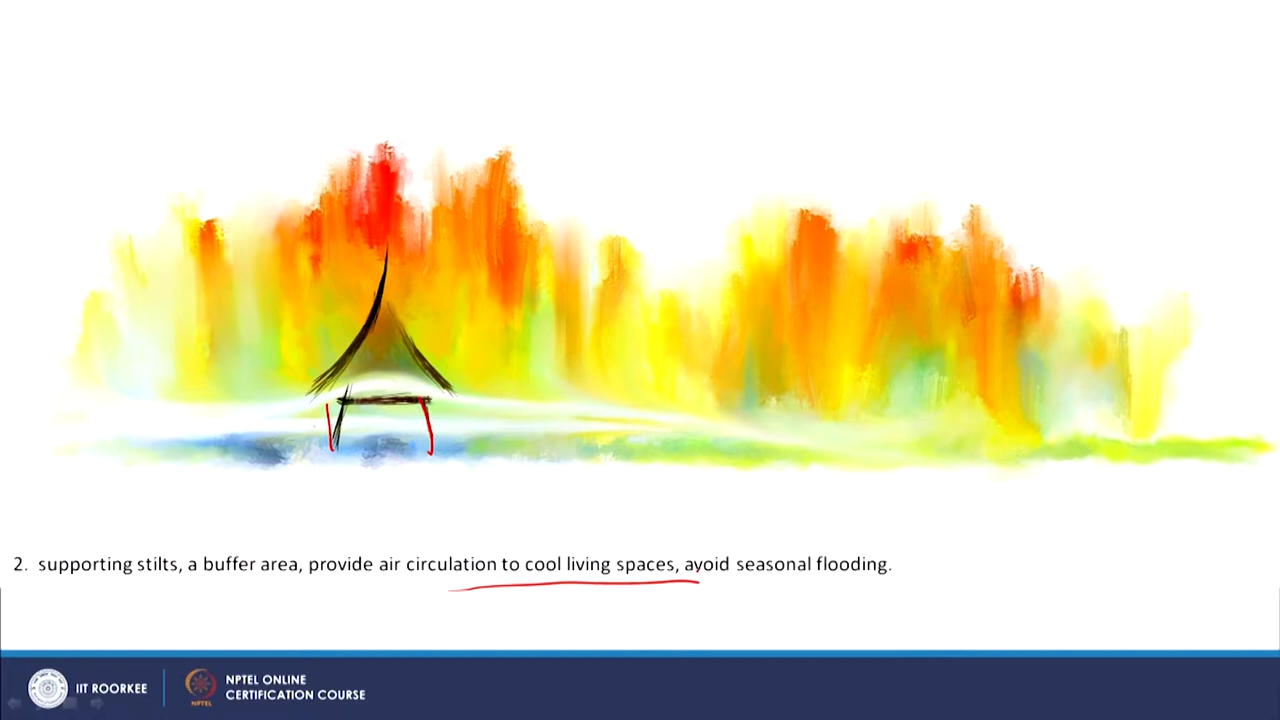 2. supporting stilts, a buffer area, provide air circulation to cool living spaces, avoid seasonal flooding.
IIT ROORKEE
NPTEL
NPTEL ONLINE
CERTIFICATION COURSE